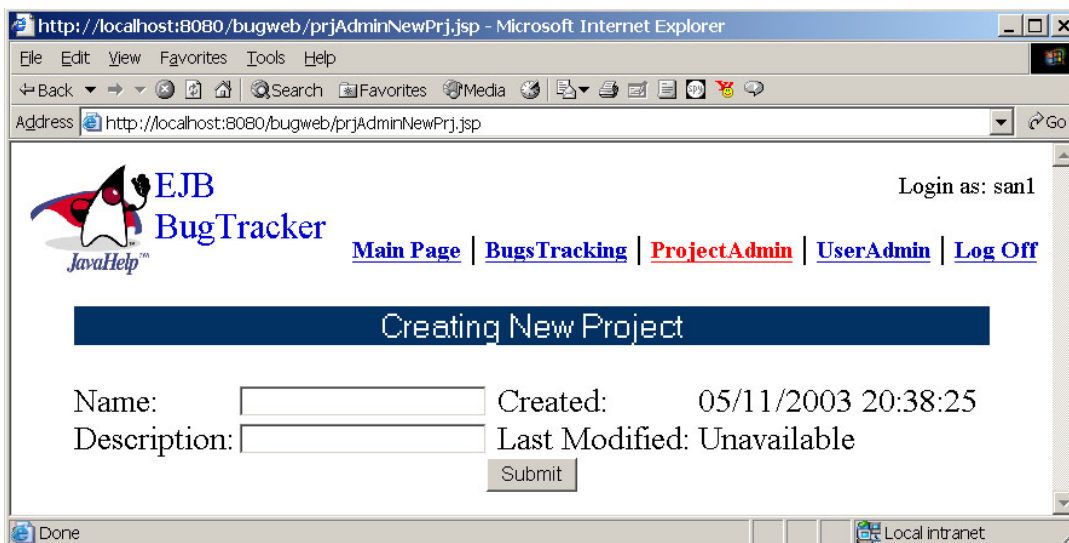 http://localhost:8080/bugweb/prjAdminNewPrj.jsp - Microsoft Internet Explorer
File Edit View Favorites Tools Help
Back Search Favorites Media
Address http://localhost:8080/bugweb/prjAdminNewPrj.jsp Go
EJB
BugTracker
JavaHelp™
Login as: san1
Main Page | BugsTracking | ProjectAdmin | UserAdmin | Log Off
Creating New Project
Name: Created: 05/11/2003 20:38:25
Description: Last Modified: Unavailable
Submit
Done Local intranet